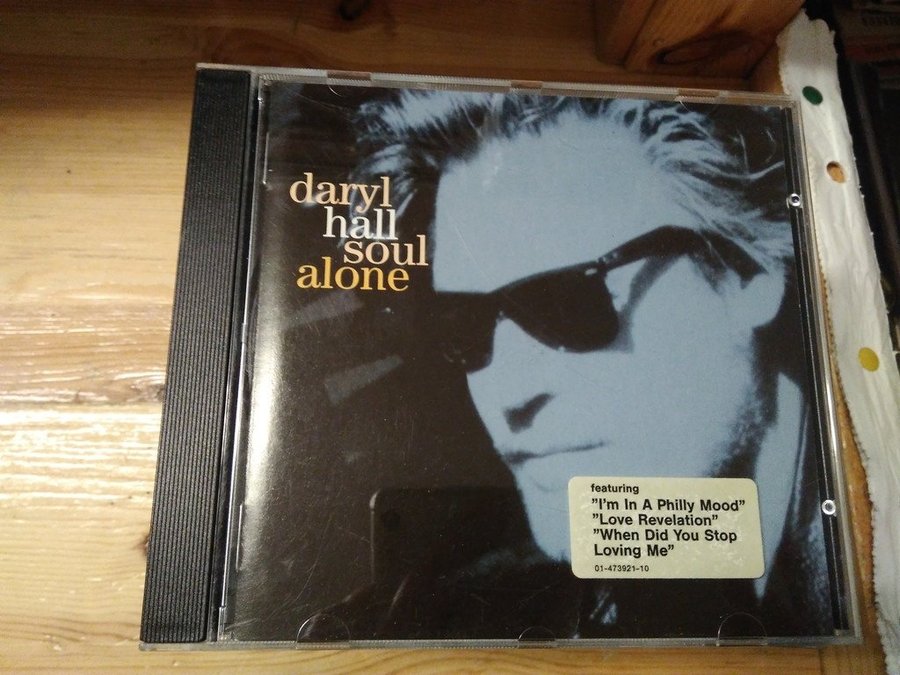 daryl
hall
soul
alone
featuring
"I'm In A Philly Mood"
"Love Revelation"
"When Did You Stop
Loving Me"
01-473921-10